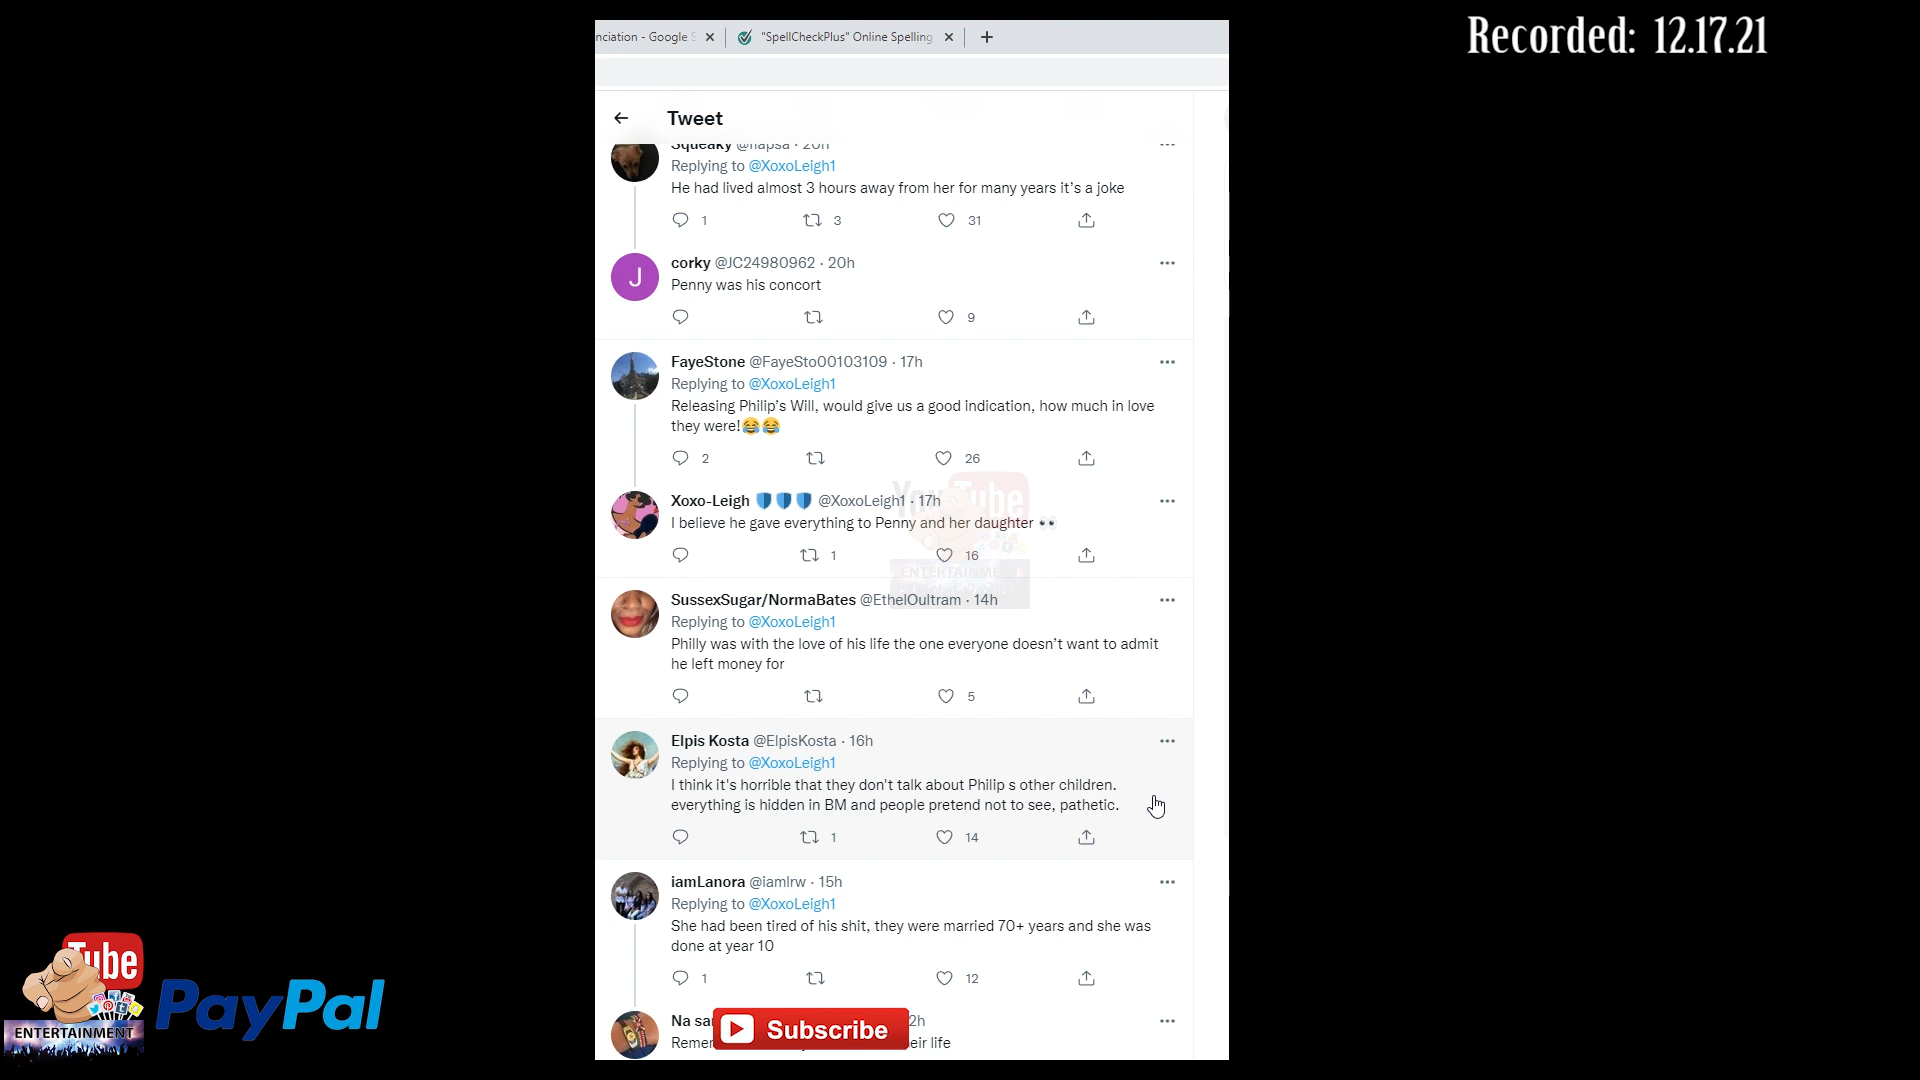 Recorded: 12.17.21
nciation - Google S
"SpellCheckPlus" Online Spelling
Tweet
Squeaky
Replying to @XoxoLeigh1
He had lived almost 3 hours away from her for many years it's a joke
1 3 31
corky @JC24980962 · 20h
J
Penny was his concort
9
FayeStone @FayeSto00103109 · 17h
Replying to @XoxoLeigh1
Releasing Philip's Will, would give us a good indication, how much in love
they were!😂😂
2 26
Xoxo-Leigh 🛡️🛡️🛡️ @XoxoLeigh1 · 17h
I believe he gave everything to Penny and her daughter 👀
1 16
YouTube
ENTERTAINMENT
SussexSugar/NormaBates @EthelOultram · 14h
Replying to @XoxoLeigh1
Philly was with the love of his life the one everyone doesn't want to admit
he left money for
5
Elpis Kosta @ElpisKosta · 16h
Replying to @XoxoLeigh1
I think it's horrible that they don't talk about Philip s other children.
everything is hidden in BM and people pretend not to see, pathetic.
1 14
iamLanora @iamlrw · 15h
Replying to @XoxoLeigh1
She had been tired of his shit, they were married 70+ years and she was
done at year 10
1 12
Na sa
2h
Remer
eir life
Subscribe
Tube
ENTERTAINMENT
PayPal